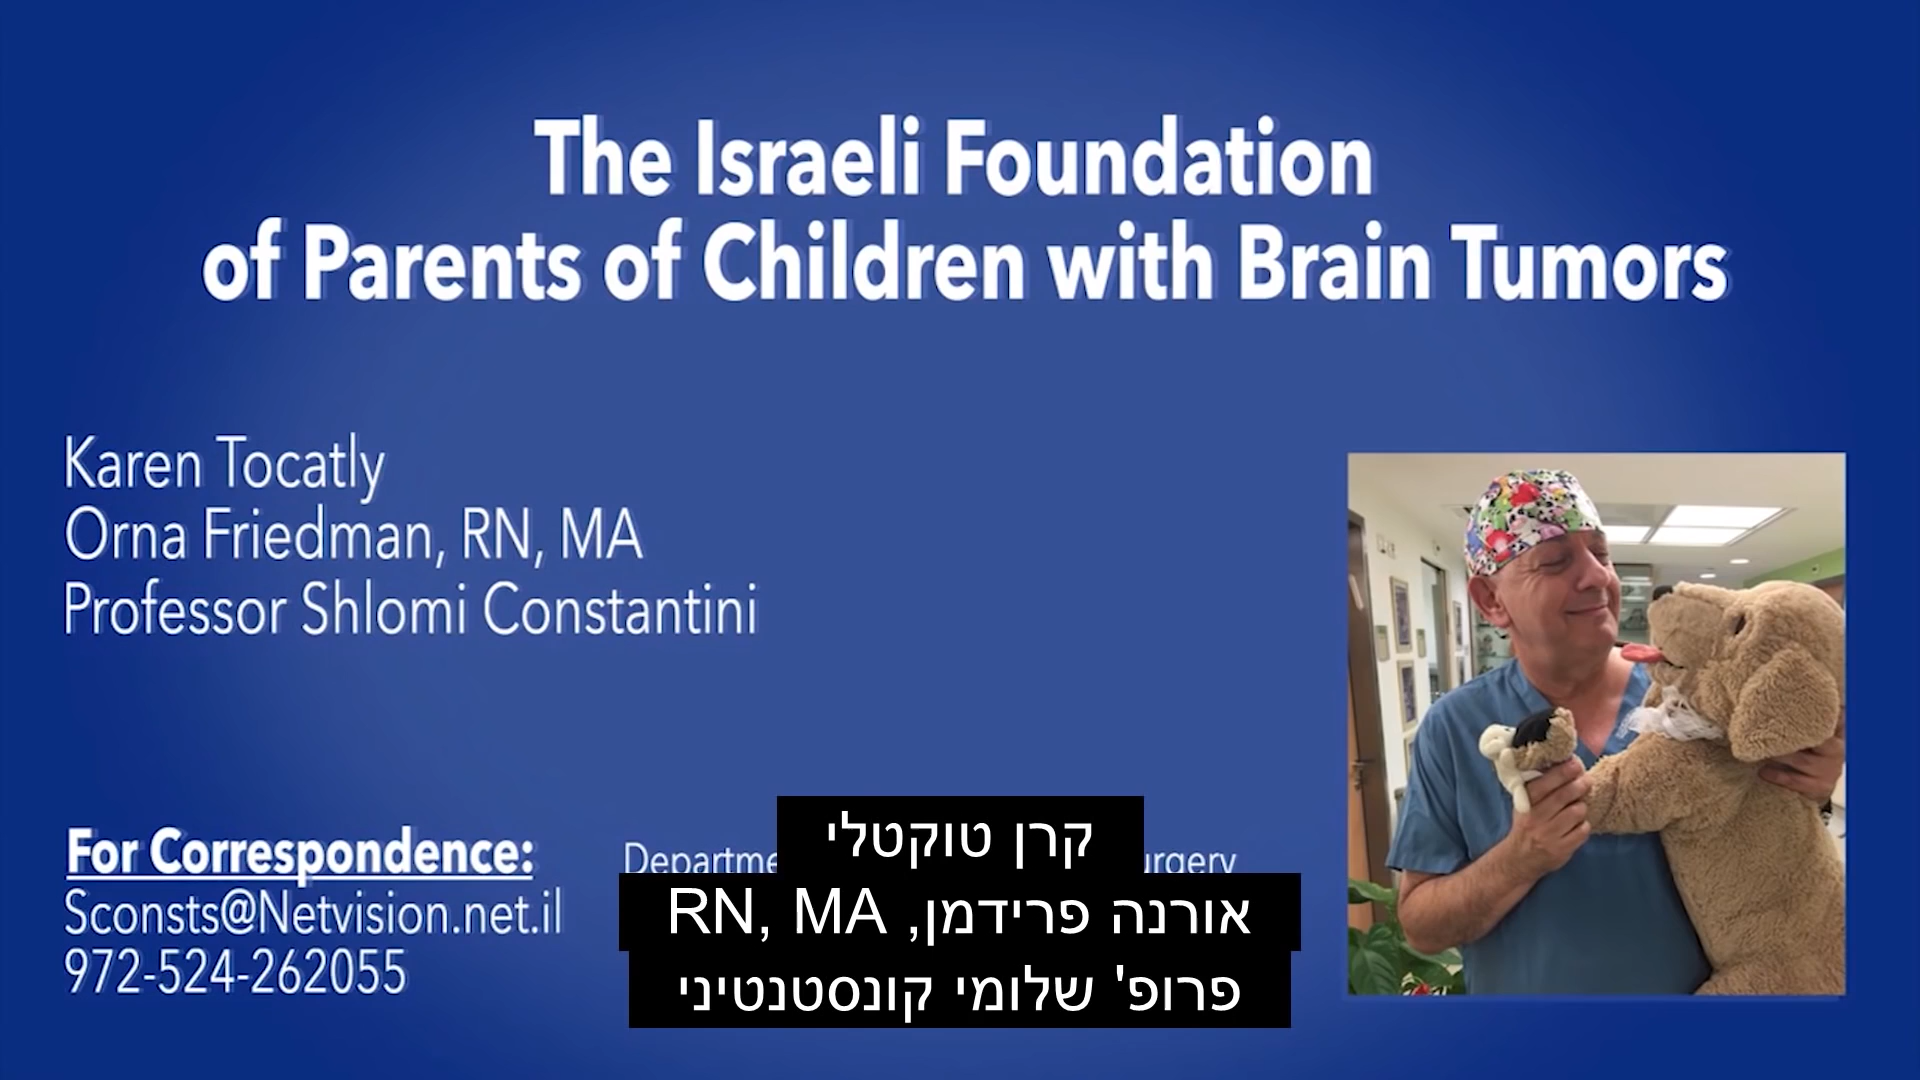 The Israeli Foundation
of Parents of Children with Brain Tumors
Karen Tocatly
Orna Friedman, RN, MA
Professor Shlomi Constantini
For Correspondence:
Sconsts@Netvision.net.il
972-524-262055
קרן טוקטלי
אורנה פרידמן, RN, MA
פרופ' שלומי קונסטנטיני